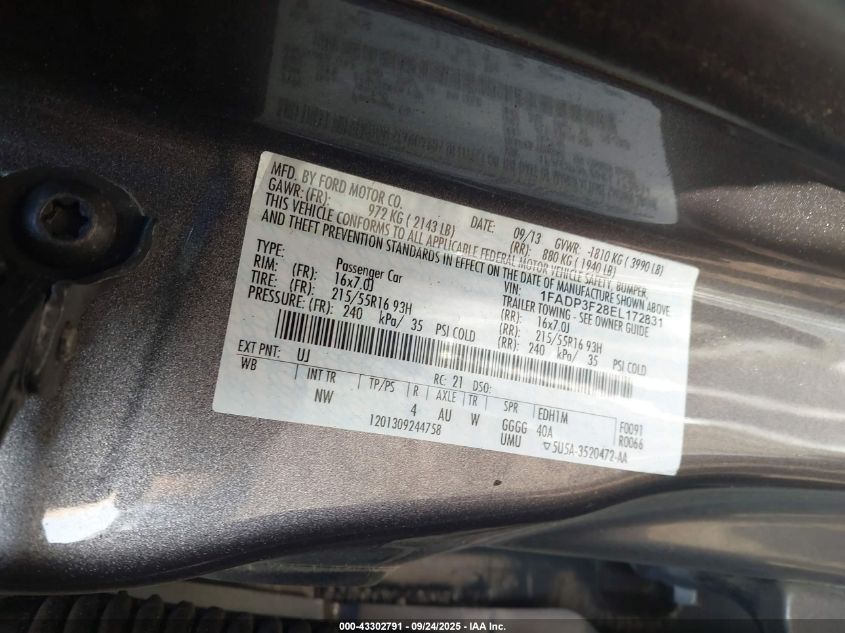 MFD. BY FORD MOTOR CO.
DATE: 09/13 GVWR: 1810 KG ( 3990 LB)
GAWR: (FR): 972 KG ( 2143 LB) (RR): 880 KG ( 1940 LB)
THIS VEHICLE CONFORMS TO ALL APPLICABLE FEDERAL MOTOR VEHICLE SAFETY, BUMPER,
AND THEFT PREVENTION STANDARDS IN EFFECT ON THE DATE OF MANUFACTURE SHOWN ABOVE
VIN: 1FADP3F28EL172831
TYPE: Passenger Car TRAILER TOWING - SEE OWNER GUIDE
RIM: (FR): 16x7.0J (RR): 16x7.0J
TIRE: (FR): 215/55R16 93H (RR): 215/55R16 93H
PRESSURE: (FR): 240 kPa/ 35 PSI COLD (RR): 240 kPa/ 35 PSI COLD
EXT PNT: UJ RC: 21 DSO:
WB INT TR TP/PS R AXLE TR SPR EDH1M F0091
NW 4 AU W GGGG 40A R0066
1201309244758 UMU ▽5U5A-3520472-AA
000-43302791 - 09/24/2025 - IAA Inc.